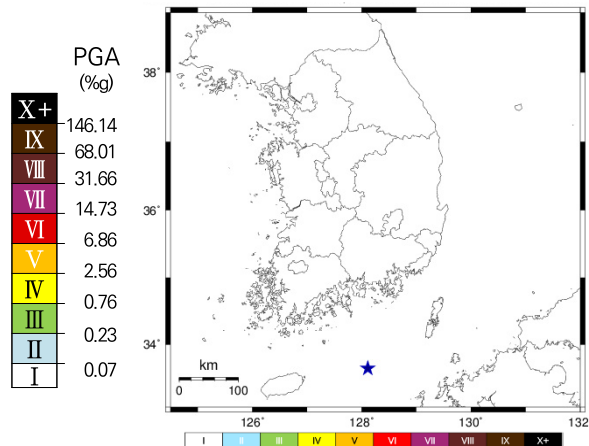 PGA
(%g)
X+
146.14
IX
68.01
VIII
31.66
VII
14.73
VI
6.86
V
2.56
IV
0.76
III
0.23
II
0.07
I
38°
36°
34°
km
0 100
126° 128° 130° 132
I II III IV V VI VII VIII IX X+